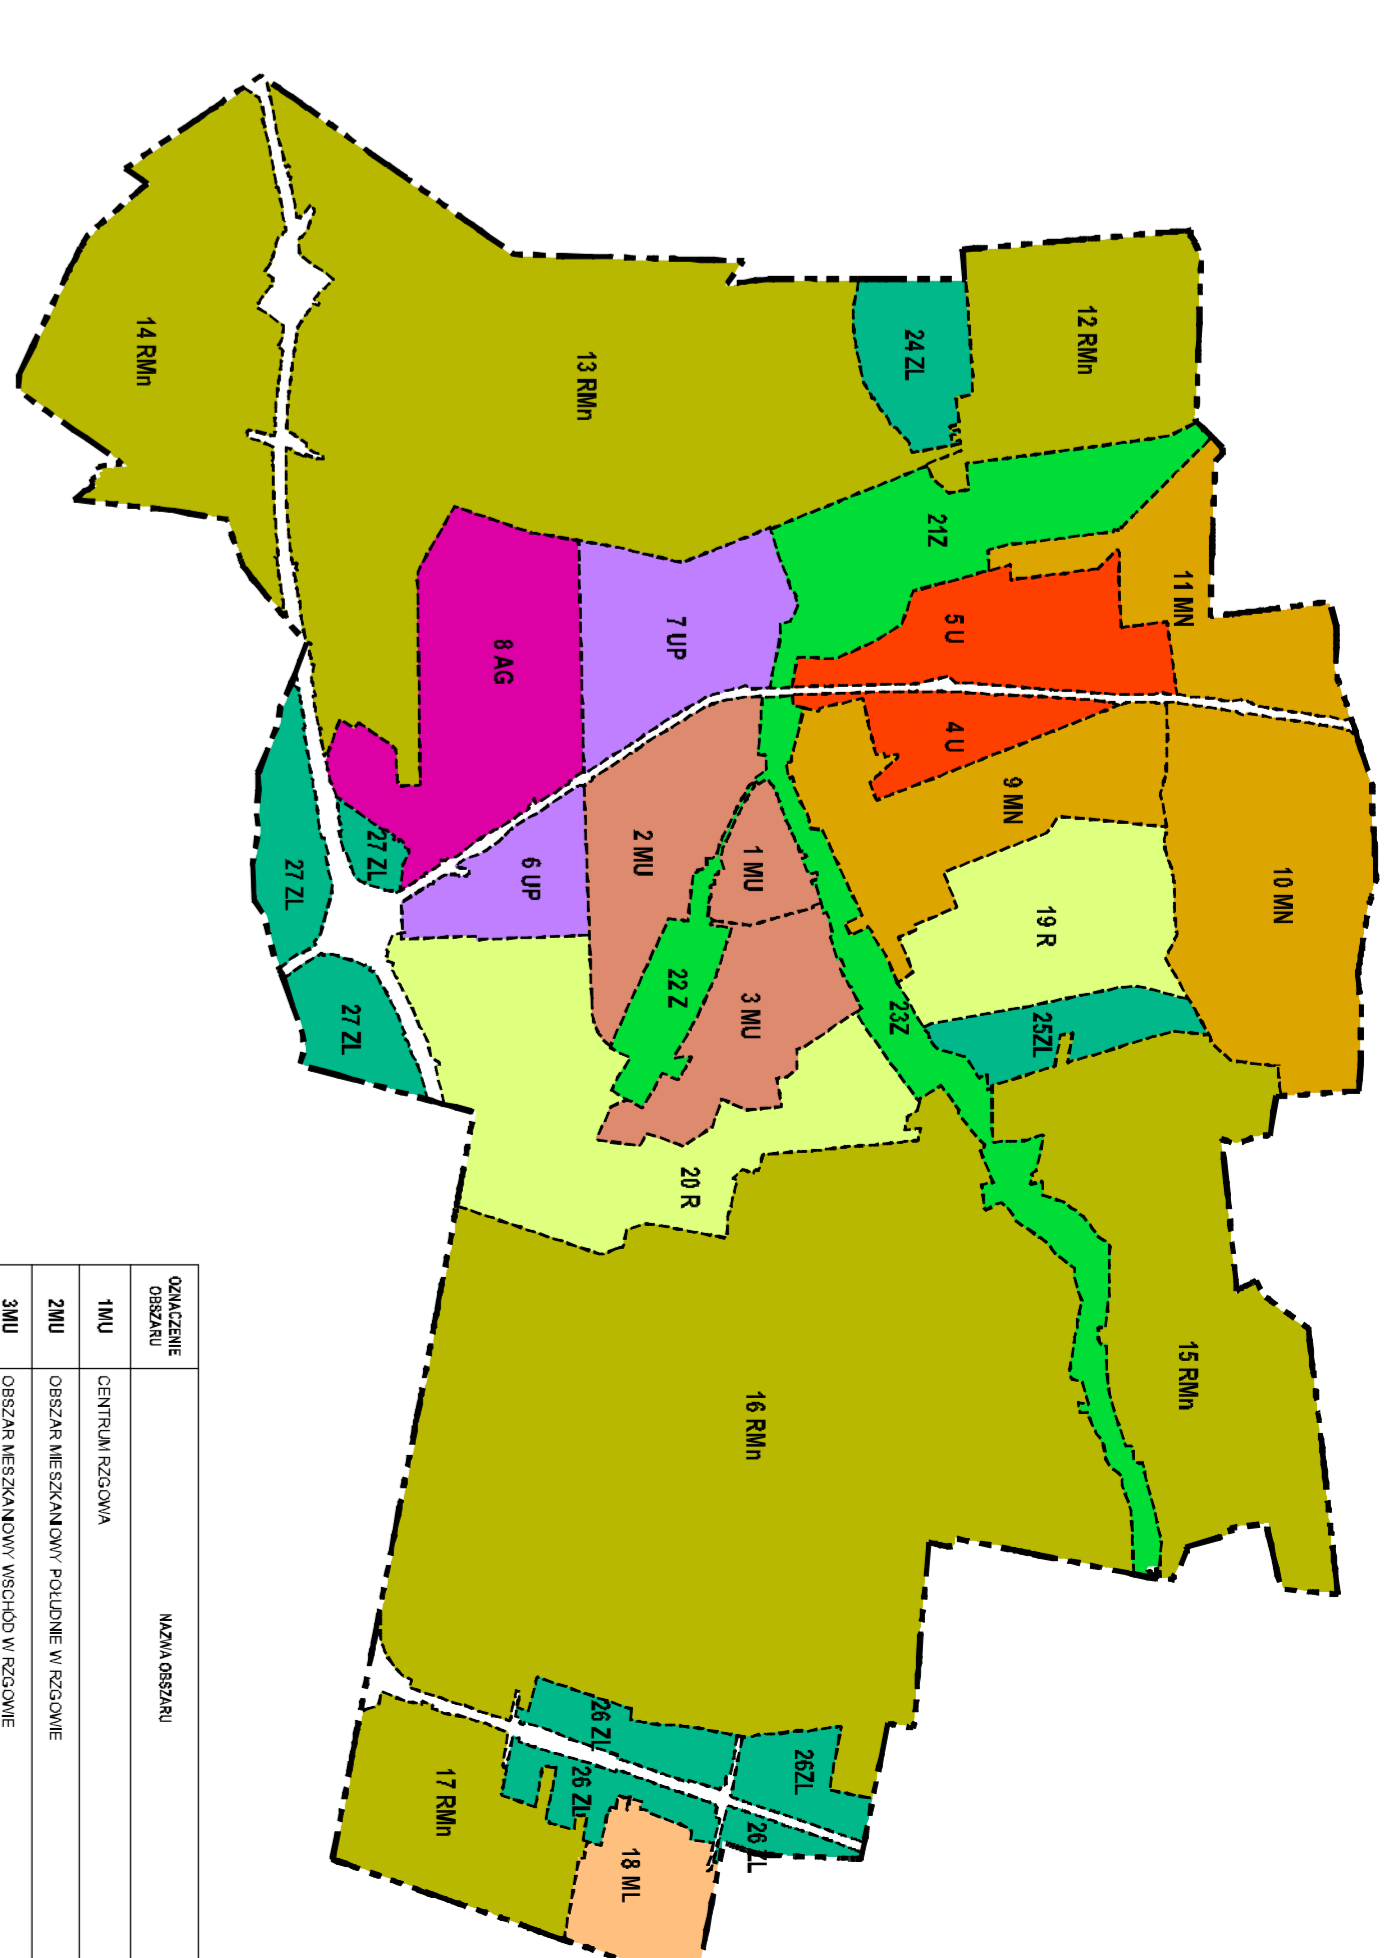 12 RMn
11 MN
10 MN
24 ZL
21Z
5 U
4 U
9 MN
19 R
25ZL
15 RMn
13 RMn
7 UP
2 MU
1 MU
3 MU
22 Z
23Z
20 R
16 RMn
8 AG
6 UP
27 ZL
27 ZL
27 ZL
14 RMn
26 ZL
26ZL
26 ZL
26 ZL
18 ML
17 RMn
OZNACZENIE
OBSZARU
NAZWA OBSZARU
1MU
CENTRUM RZGOWA
2MU
OBSZAR MIESZKANIOWY POŁUDNIE W RZGOWIE
3MU
OBSZAR MIESZKANIOWY WSCHÓD W RZGOWIE